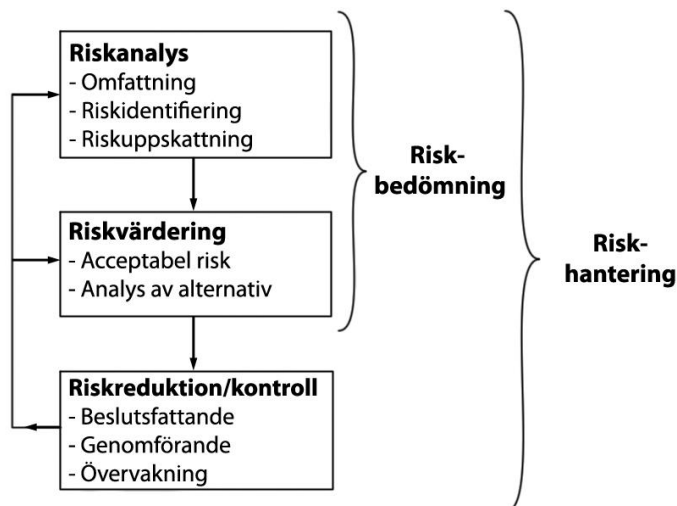 Riskanalys
- Omfattning
- Riskidentifiering
- Riskuppskattning
Risk-
bedömning
Riskvärdering
- Acceptabel risk
- Analys av alternativ
Risk-
hantering
Riskreduktion/kontroll
- Beslutsfattande
- Genomförande
- Övervakning